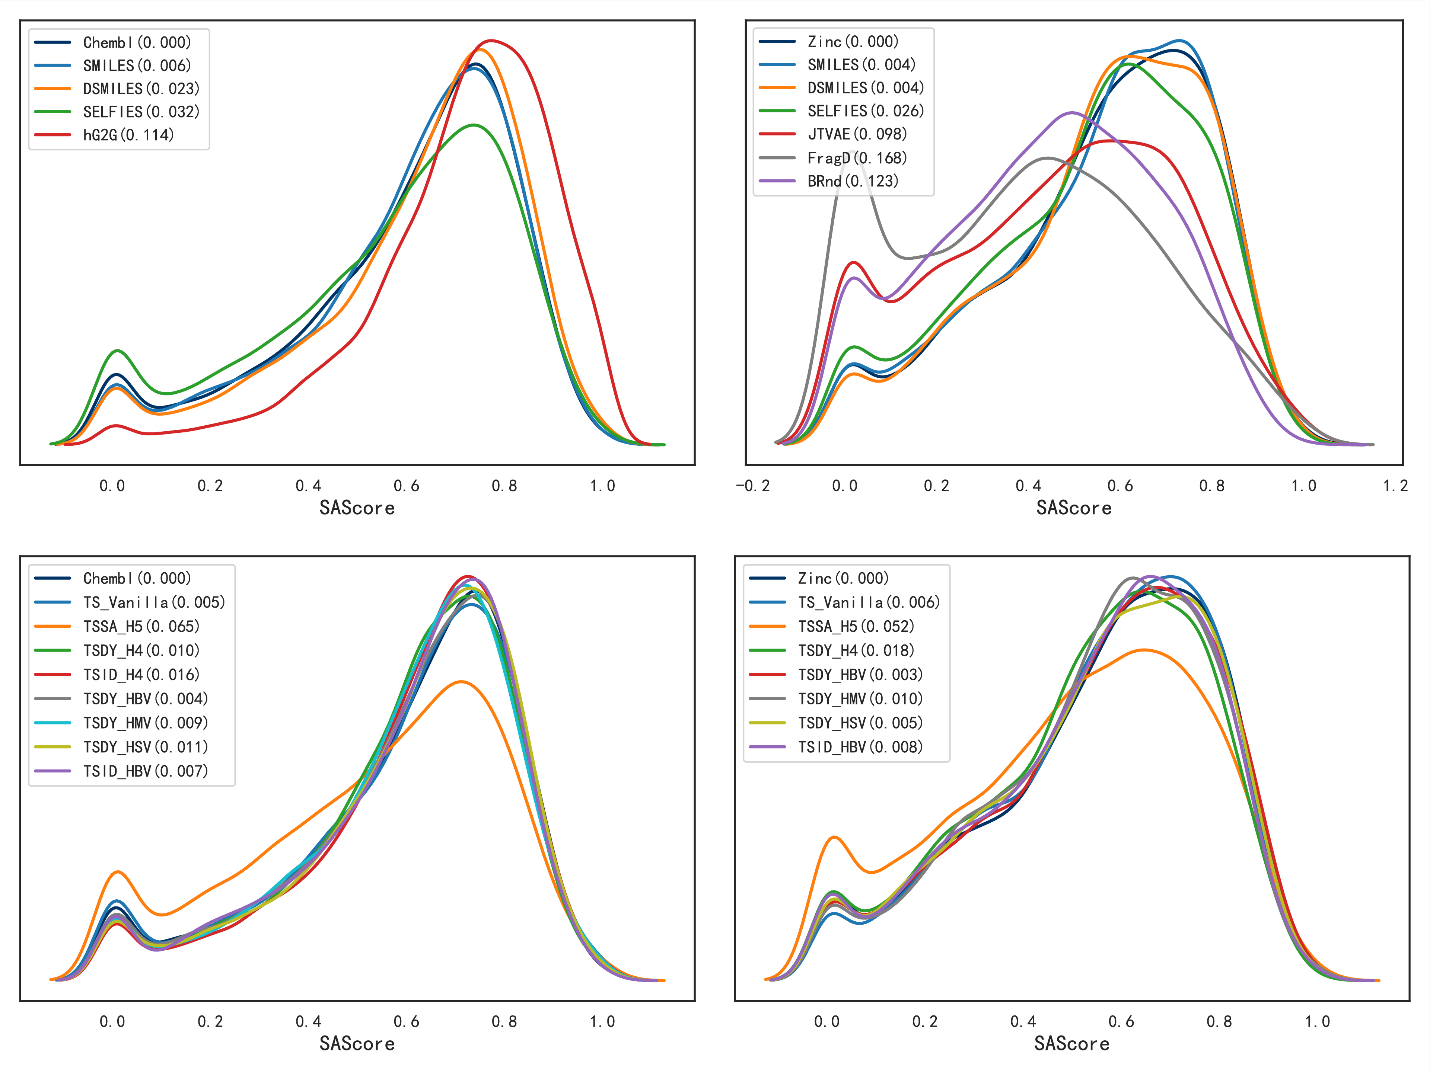 Chembl(0.000)
SMILES(0.006)
DSMILES(0.023)
SELFIES(0.032)
hG2G(0.114)
0.0 0.2 0.4 0.6 0.8 1.0
SAScore
Zinc(0.000)
SMILES(0.004)
DSMILES(0.004)
SELFIES(0.026)
JTVAE(0.098)
FragD(0.168)
BRnd(0.123)
-0.2 0.0 0.2 0.4 0.6 0.8 1.0 1.2
SAScore
Chembl(0.000)
TS_Vanilla(0.005)
TSSA_H5(0.065)
TSDY_H4(0.010)
TSID_H4(0.016)
TSDY_HBV(0.004)
TSDY_HMV(0.009)
TSDY_HSV(0.011)
TSID_HBV(0.007)
0.0 0.2 0.4 0.6 0.8 1.0
SAScore
Zinc(0.000)
TS_Vanilla(0.006)
TSSA_H5(0.052)
TSDY_H4(0.018)
TSDY_HBV(0.003)
TSDY_HMV(0.010)
TSDY_HSV(0.005)
TSID_HBV(0.008)
0.0 0.2 0.4 0.6 0.8 1.0
SAScore